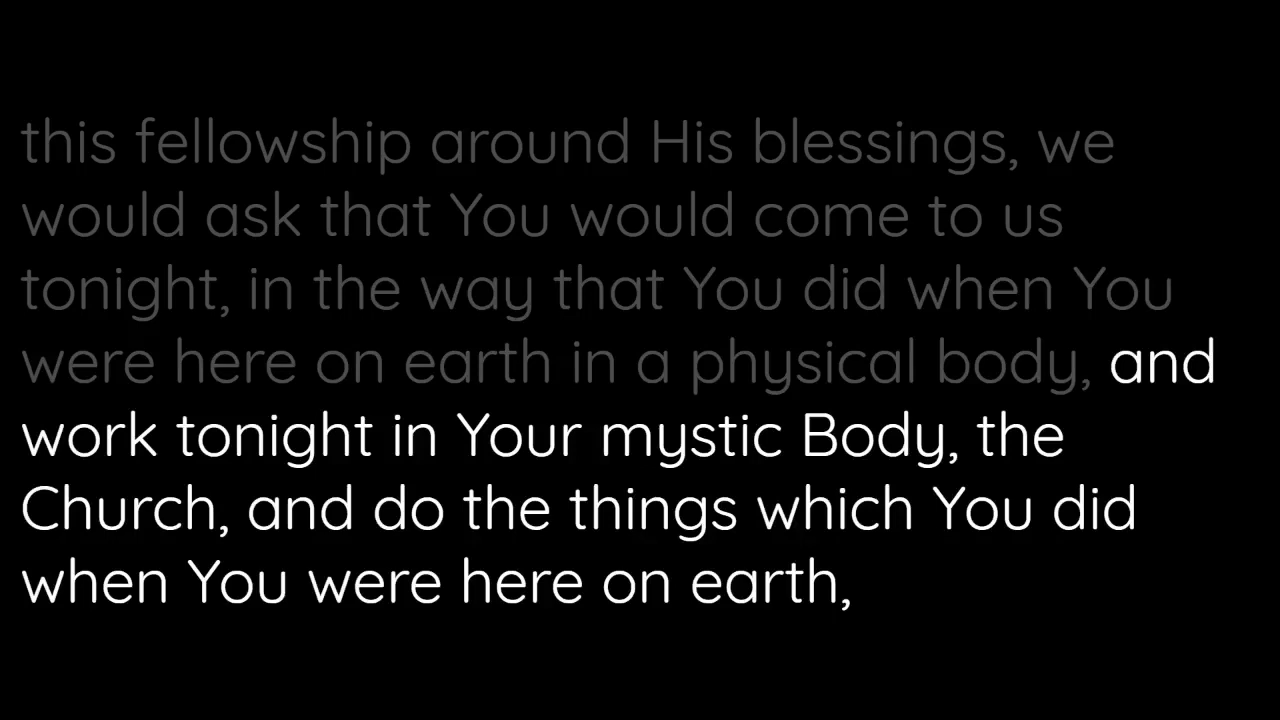 this fellowship around His blessings, we
would ask that You would come to us
tonight, in the way that You did when You
were here on earth in a physical body, and
work tonight in Your mystic Body, the
Church, and do the things which You did
when You were here on earth,